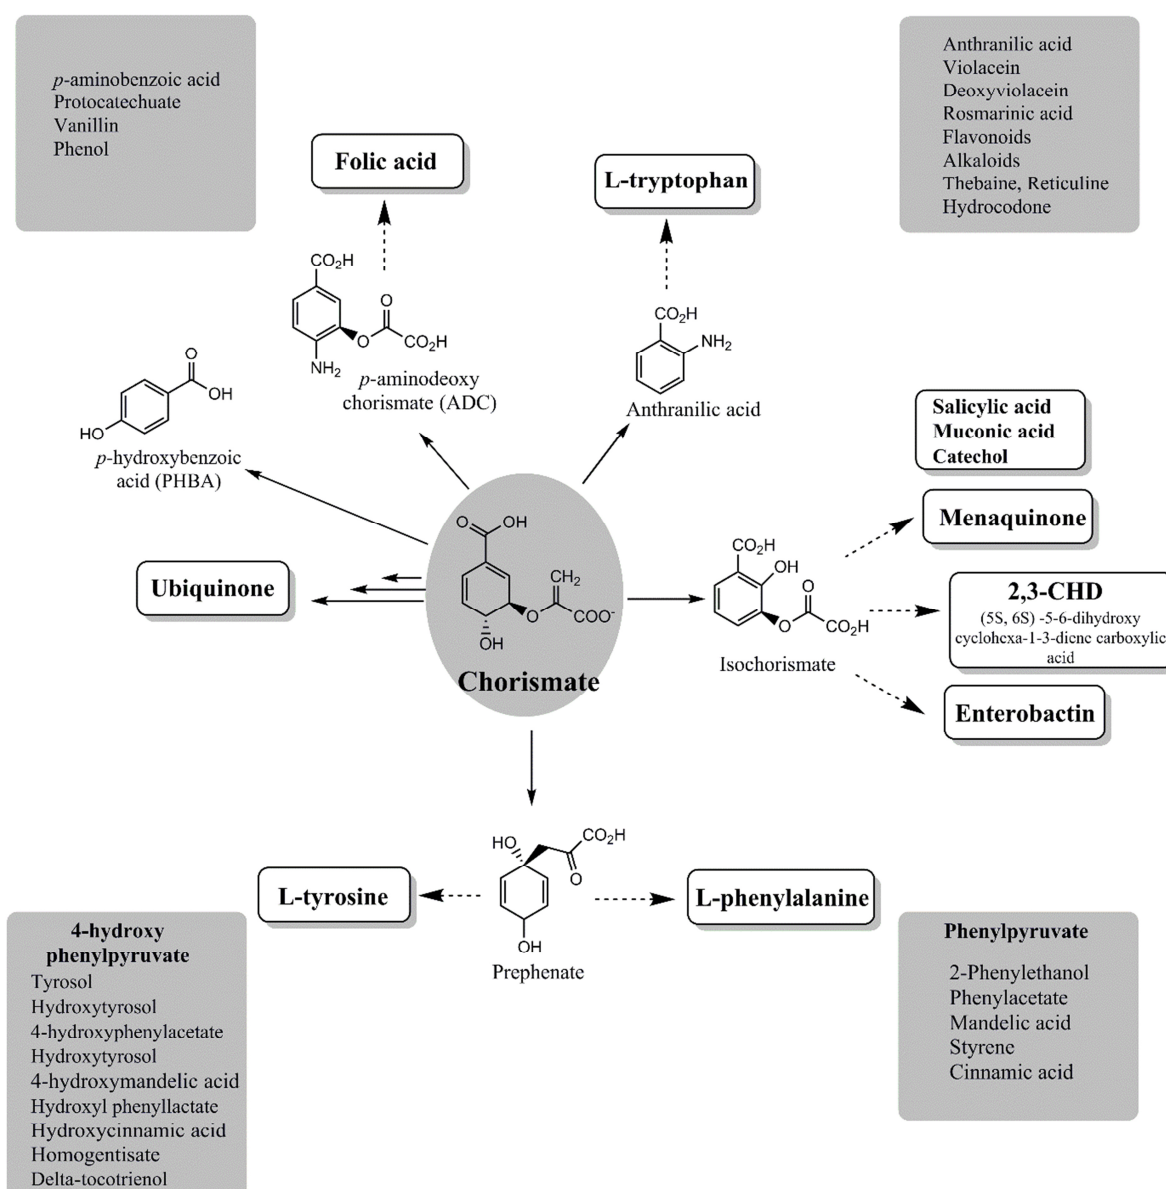 p-aminobenzoic acid
Protocatechuate
Vanillin
Phenol
Anthranilic acid
Violacein
Deoxyviolacein
Rosmarinic acid
Flavonoids
Alkaloids
Thebaine, Reticuline
Hydrocodone
Folic acid
L-tryptophan
CO₂H
O
O
CO₂H
NH₂
p-aminodeoxy
chorismate (ADC)
CO₂H
NH₂
Anthranilic acid
O
OH
HO
p-hydroxybenzoic
acid (PHBA)
Salicylic acid
Muconic acid
Catechol
Menaquinone
Ubiquinone
O
OH
CH₂
O
COO⁻
OH
Chorismate
CO₂H
OH
O
O
CO₂H
Isochorismate
2,3-CHD
(5S, 6S) -5-6-dihydroxy
cyclohexa-1-3-diene carboxylic
acid
Enterobactin
HO
CO₂H
O
OH
Prephenate
L-tyrosine
L-phenylalanine
4-hydroxy
phenylpyruvate
Tyrosol
Hydroxytyrosol
4-hydroxyphenylacetate
Hydroxytyrosol
4-hydroxymandelic acid
Hydroxyl phenyllactate
Hydroxycinnamic acid
Homogentisate
Delta-tocotrienol
Phenylpyruvate
2-Phenylethanol
Phenylacetate
Mandelic acid
Styrene
Cinnamic acid